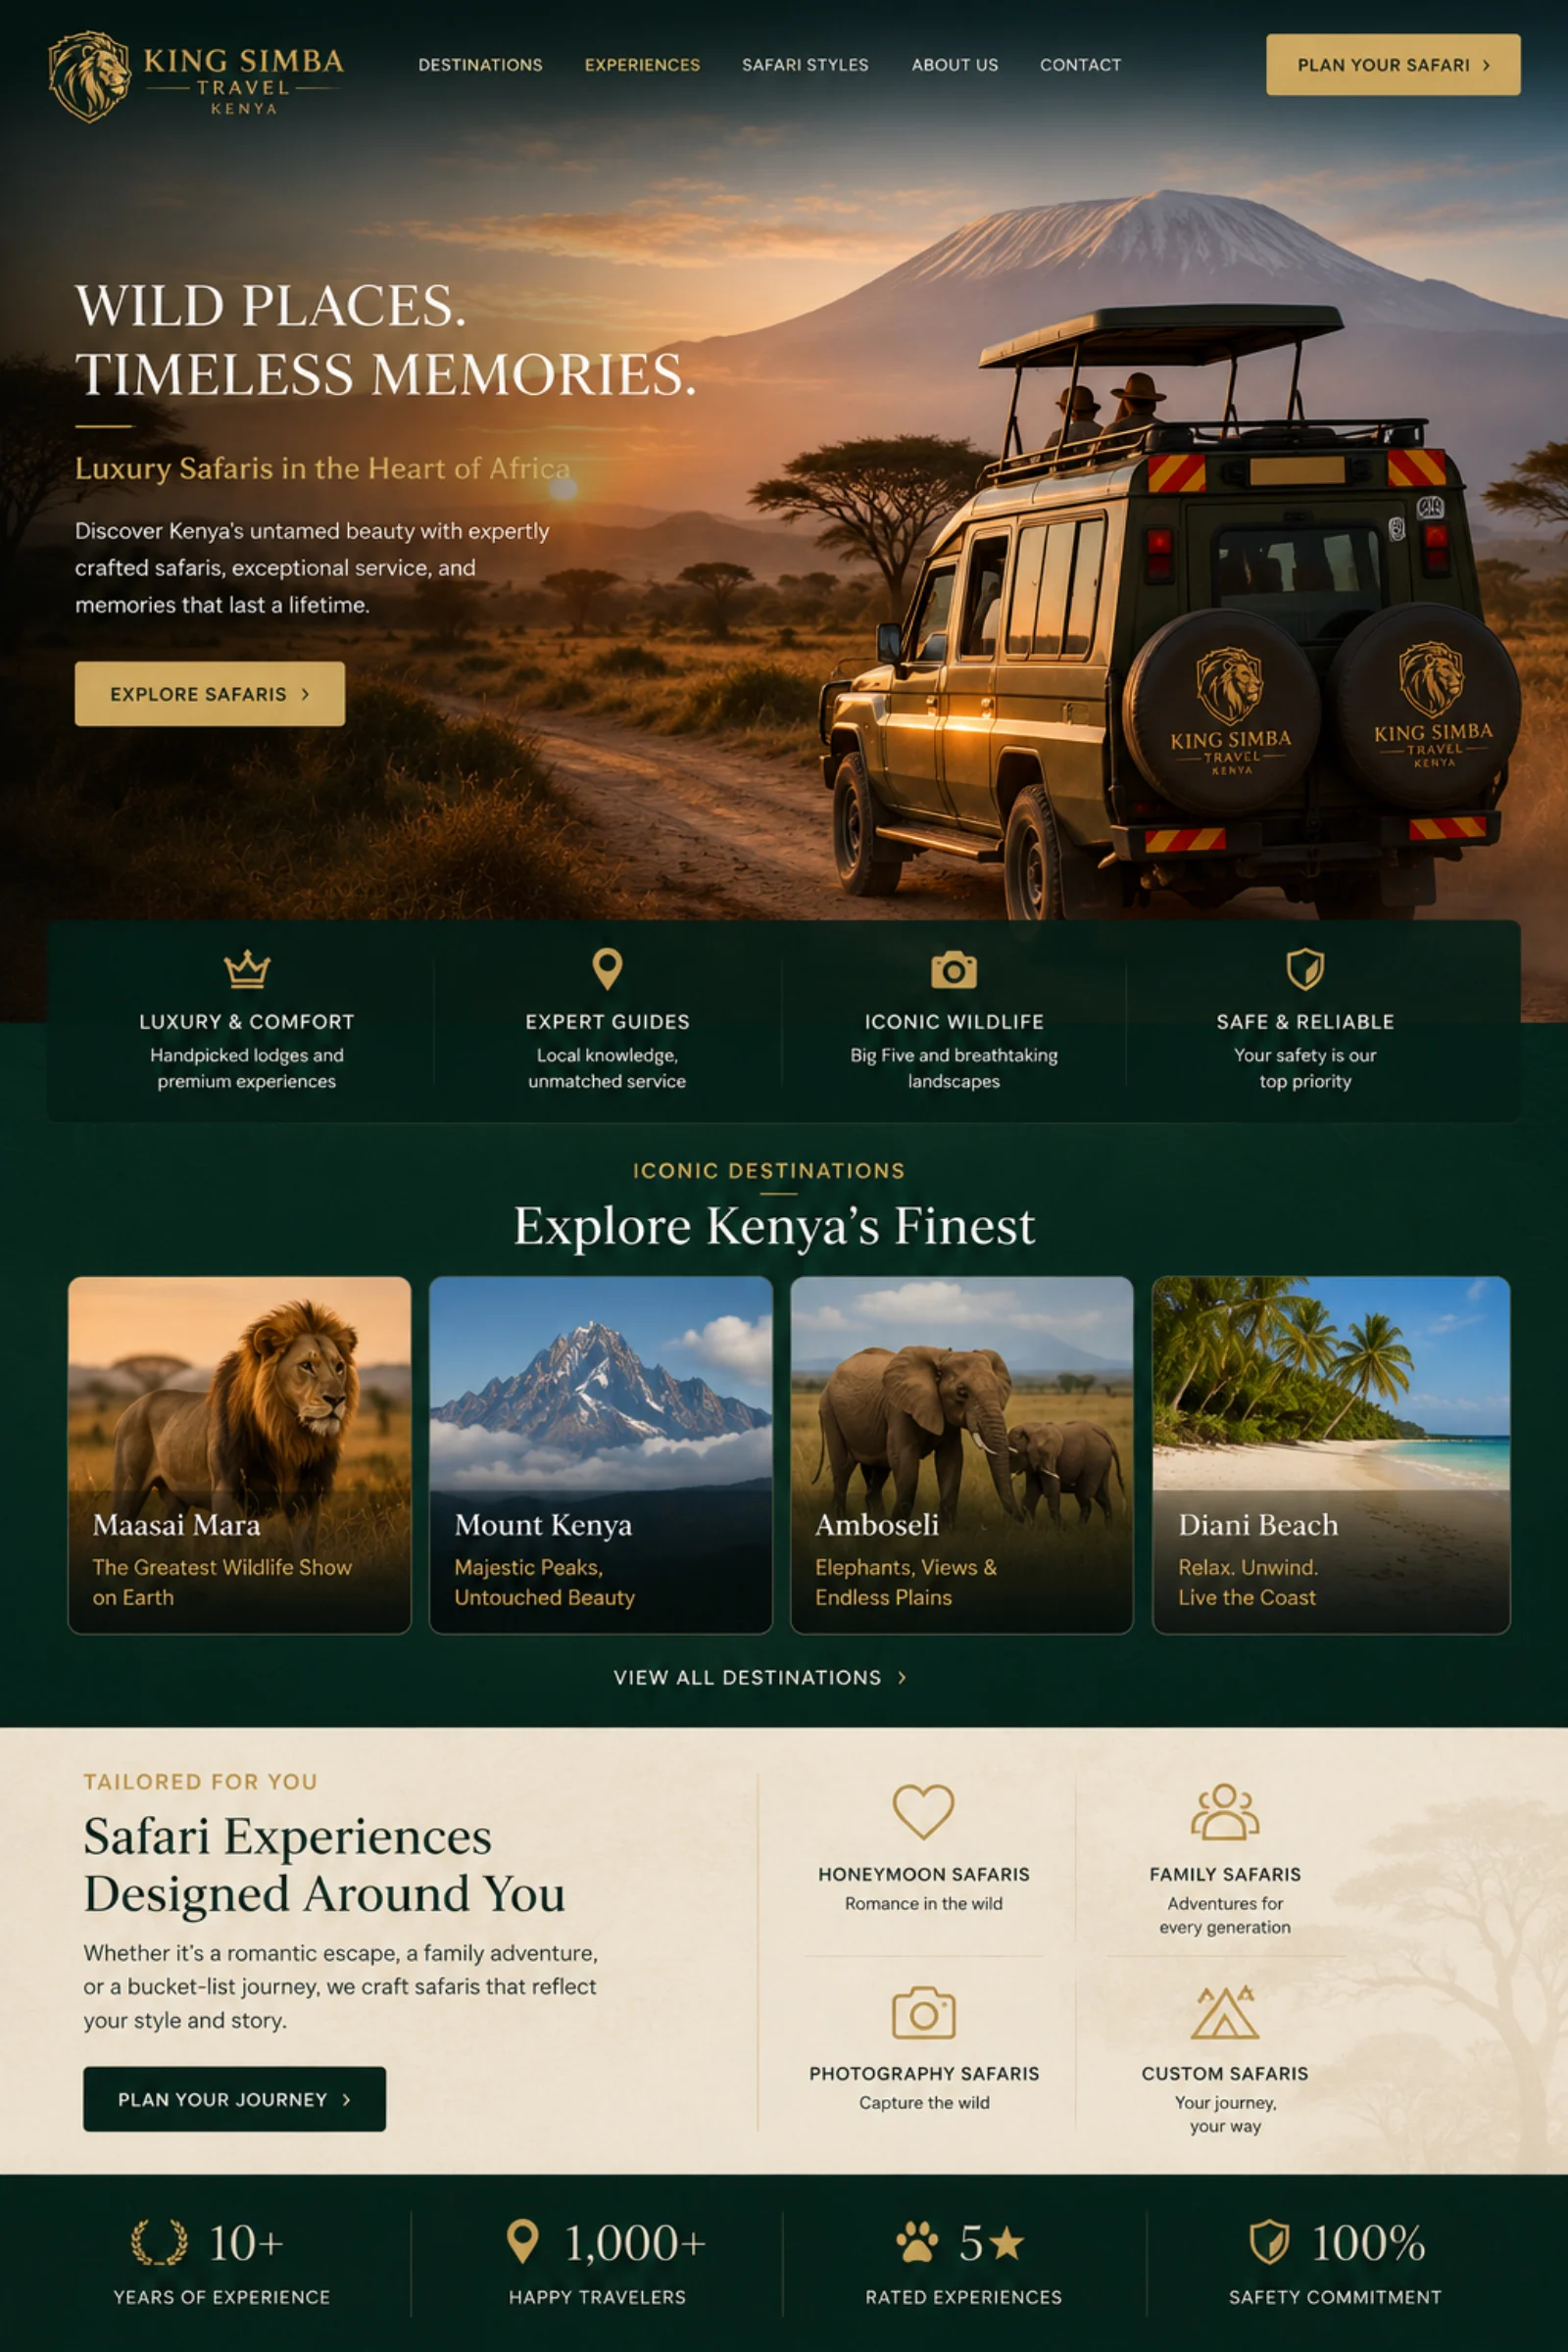 KING SIMBA
TRAVEL
KENYA
DESTINATIONS
EXPERIENCES
SAFARI STYLES
ABOUT US
CONTACT
PLAN YOUR SAFARI
WILD PLACES.
TIMELESS MEMORIES.
Luxury Safaris in the Heart of Africa
Discover Kenya's untamed beauty with expertly
crafted safaris, exceptional service, and
memories that last a lifetime.
EXPLORE SAFARIS
KING SIMBA
TRAVEL
KENYA
KING SIMBA
TRAVEL
KENYA
LUXURY & COMFORT
Handpicked lodges and
premium experiences
EXPERT GUIDES
Local knowledge,
unmatched service
ICONIC WILDLIFE
Big Five and breathtaking
landscapes
SAFE & RELIABLE
Your safety is our
top priority
ICONIC DESTINATIONS
Explore Kenya’s Finest
Maasai Mara
The Greatest Wildlife Show
on Earth
Mount Kenya
Majestic Peaks,
Untouched Beauty
Amboseli
Elephants, Views &
Endless Plains
Diani Beach
Relax. Unwind.
Live the Coast
VIEW ALL DESTINATIONS
TAILORED FOR YOU
Safari Experiences
Designed Around You
Whether it's a romantic escape, a family adventure,
or a bucket-list journey, we craft safaris that reflect
your style and story.
PLAN YOUR JOURNEY
HONEYMOON SAFARIS
Romance in the wild
FAMILY SAFARIS
Adventures for
every generation
PHOTOGRAPHY SAFARIS
Capture the wild
CUSTOM SAFARIS
Your journey,
your way
10+
YEARS OF EXPERIENCE
1,000+
HAPPY TRAVELERS
5★
RATED EXPERIENCES
100%
SAFETY COMMITMENT